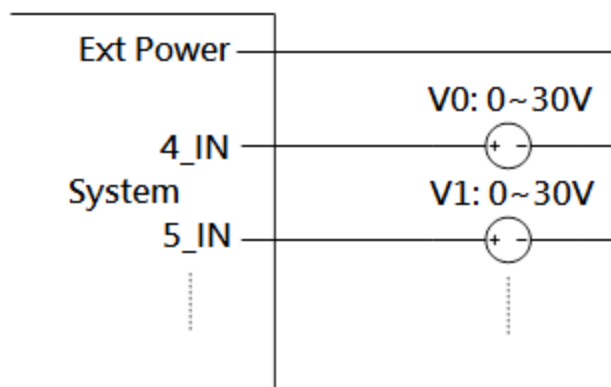 Ext Power
V0: 0~30V
4_IN
+ -
System
V1: 0~30V
5_IN
+ -